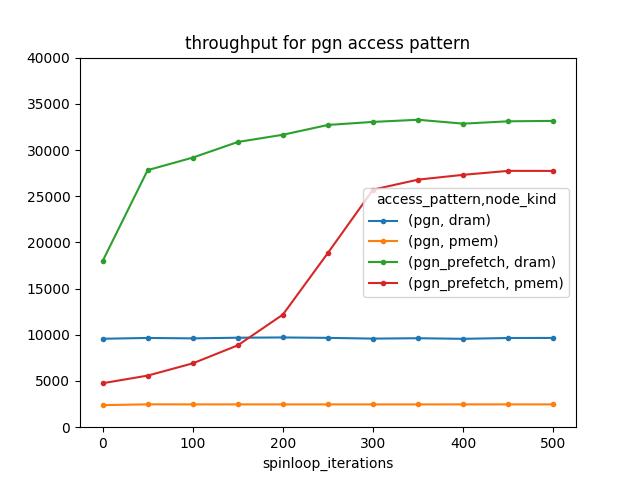 throughput for pgn access pattern
40000
35000
30000
25000
20000
15000
10000
5000
0
access_pattern,node_kind
(pgn, dram)
(pgn, pmem)
(pgn_prefetch, dram)
(pgn_prefetch, pmem)
0 100 200 300 400 500
spinloop_iterations